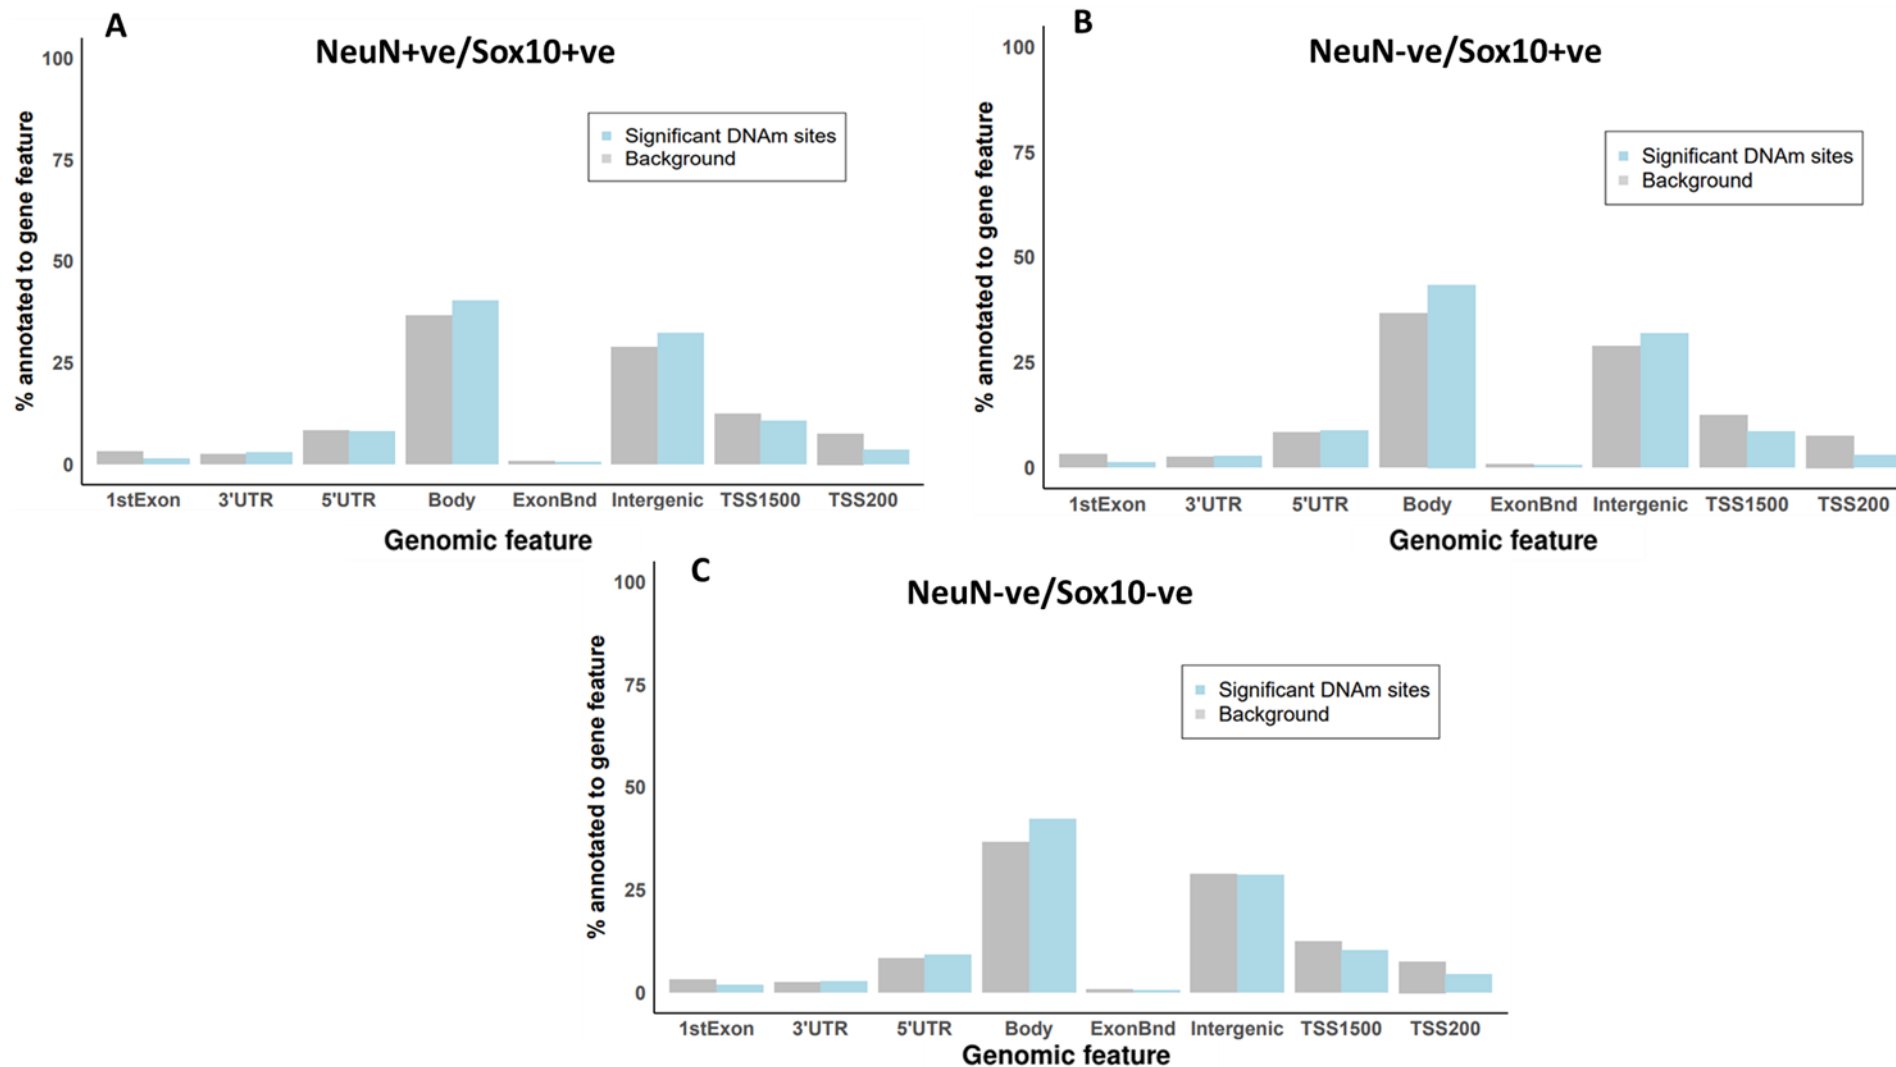 A
NeuN+ve/Sox10+ve
100
75
50
25
0
% annotated to gene feature
Significant DNAm sites
Background
1stExon 3'UTR 5'UTR Body ExonBnd Intergenic TSS1500 TSS200
Genomic feature
B
NeuN-ve/Sox10+ve
100
75
50
25
0
% annotated to gene feature
Significant DNAm sites
Background
1stExon 3'UTR 5'UTR Body ExonBnd Intergenic TSS1500 TSS200
Genomic feature
C
NeuN-ve/Sox10-ve
100
75
50
25
0
% annotated to gene feature
Significant DNAm sites
Background
1stExon 3'UTR 5'UTR Body ExonBnd Intergenic TSS1500 TSS200
Genomic feature